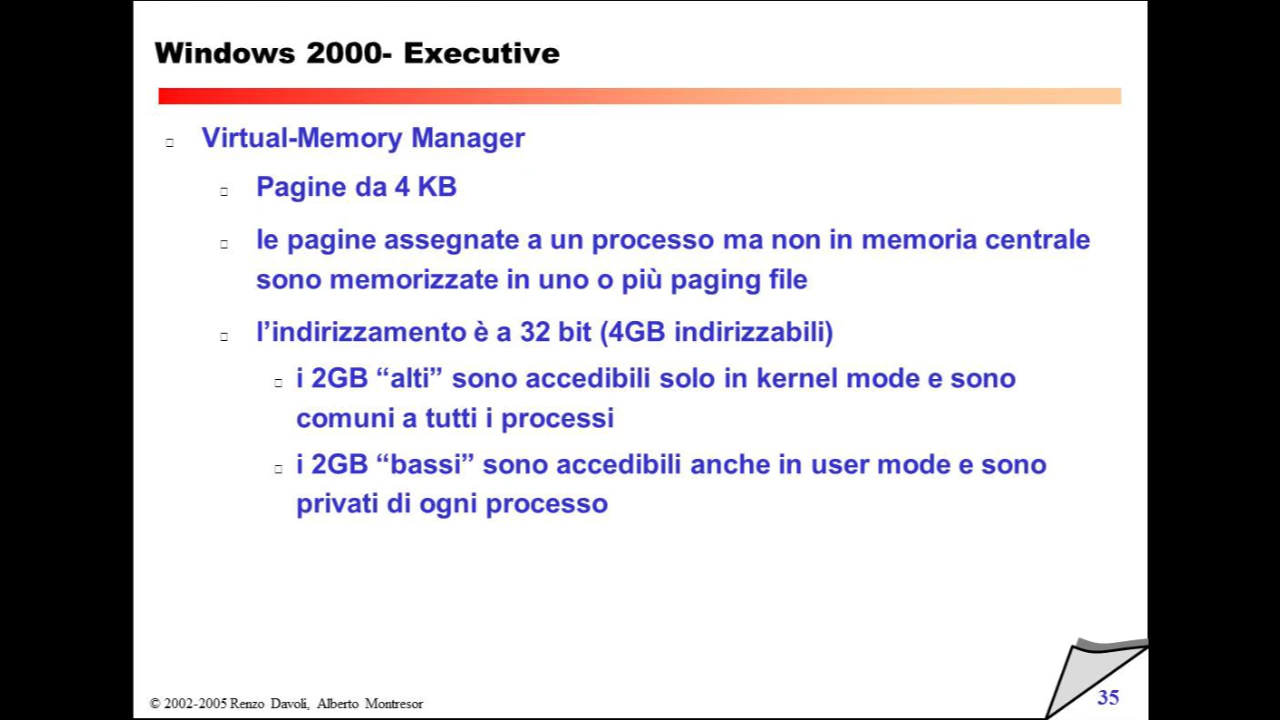 Windows 2000- Executive
Virtual-Memory Manager
Pagine da 4 KB
le pagine assegnate a un processo ma non in memoria centrale
sono memorizzate in uno o più paging file
l’indirizzamento è a 32 bit (4GB indirizzabili)
i 2GB “alti” sono accedibili solo in kernel mode e sono
comuni a tutti i processi
i 2GB “bassi” sono accedibili anche in user mode e sono
privati di ogni processo
© 2002-2005 Renzo Davoli, Alberto Montresor
35